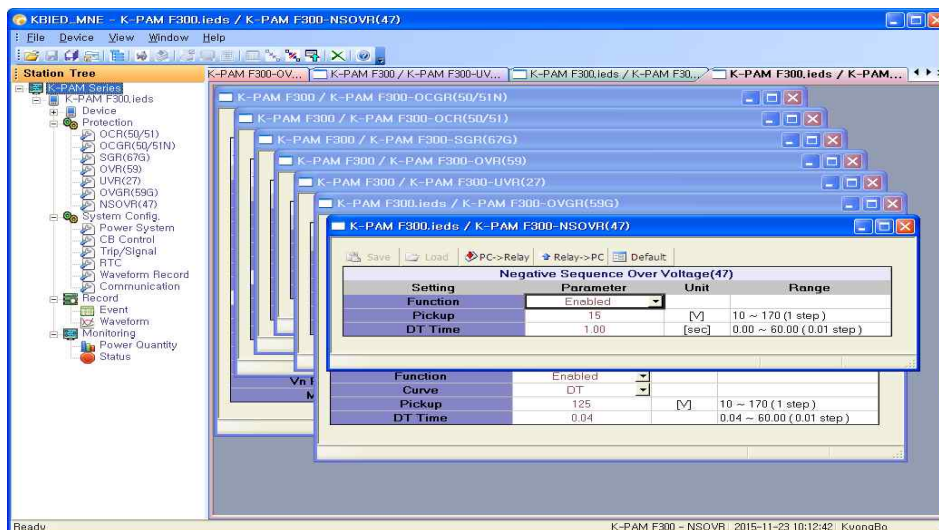 KBIED_MNE - K-PAM F300.ieds / K-PAM F300-NSOVR(47)
File Device View Window Help
Station Tree
K-PAM F300-OV... K-PAM F300 / K-PAM F300-UV... K-PAM F300.ieds / K-PAM F30... K-PAM F300.ieds / K-PAM...
K-PAM Series
K-PAM F300.ieds
Device
Protection
OCR(50/51)
OCGR(50/51N)
SGR(67G)
OVR(59)
UVR(27)
OVGR(59G)
NSOVR(47)
System Config.
Power System
CB Control
Trip/Signal
RTC
Waveform Record
Communication
Record
Event
Waveform
Monitoring
Power Quantity
Status
K-PAM F300 / K-PAM F300-OCGR(50/51N)
K-PAM F300 / K-PAM F300-OCR(50/51)
K-PAM F300 / K-PAM F300-SGR(67G)
K-PAM F300 / K-PAM F300-OVR(59)
K-PAM F300 / K-PAM F300-UVR(27)
K-PAM F300.ieds / K-PAM F300-OVGR(59G)
K-PAM F300.ieds / K-PAM F300-NSOVR(47)
Save Load PC->Relay Relay->PC Default
Negative Sequence Over Voltage(47)
Setting Parameter Unit Range
Function Enabled
Pickup 15 [V] 10 ~ 170 (1 step)
DT Time 1.00 [sec] 0.00 ~ 60.00 (0.01 step)
Vn
Function Enabled
Curve DT
Pickup 125 [V] 10 ~ 170 (1 step)
DT Time 0.04 0.04 ~ 60.00 (0.01 step)
Ready K-PAM F300 - NSOVR 2015-11-23 10:12:42 KyongBo